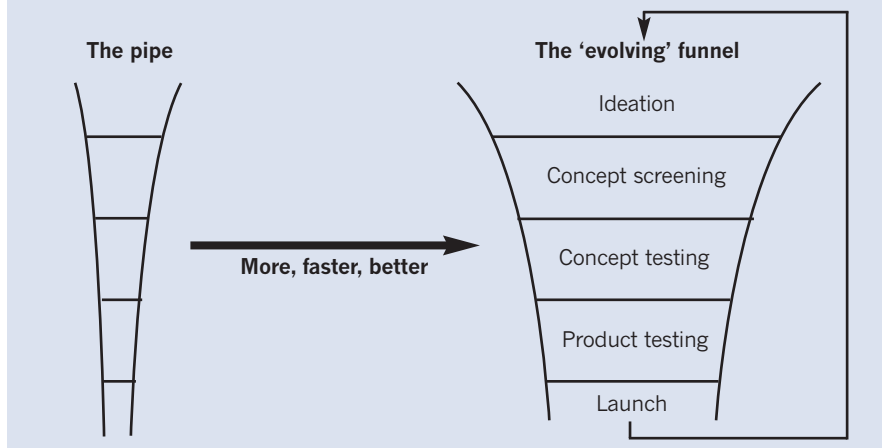 The pipe
The ‘evolving’ funnel
Ideation
Concept screening
Concept testing
More, faster, better
Product testing
Launch